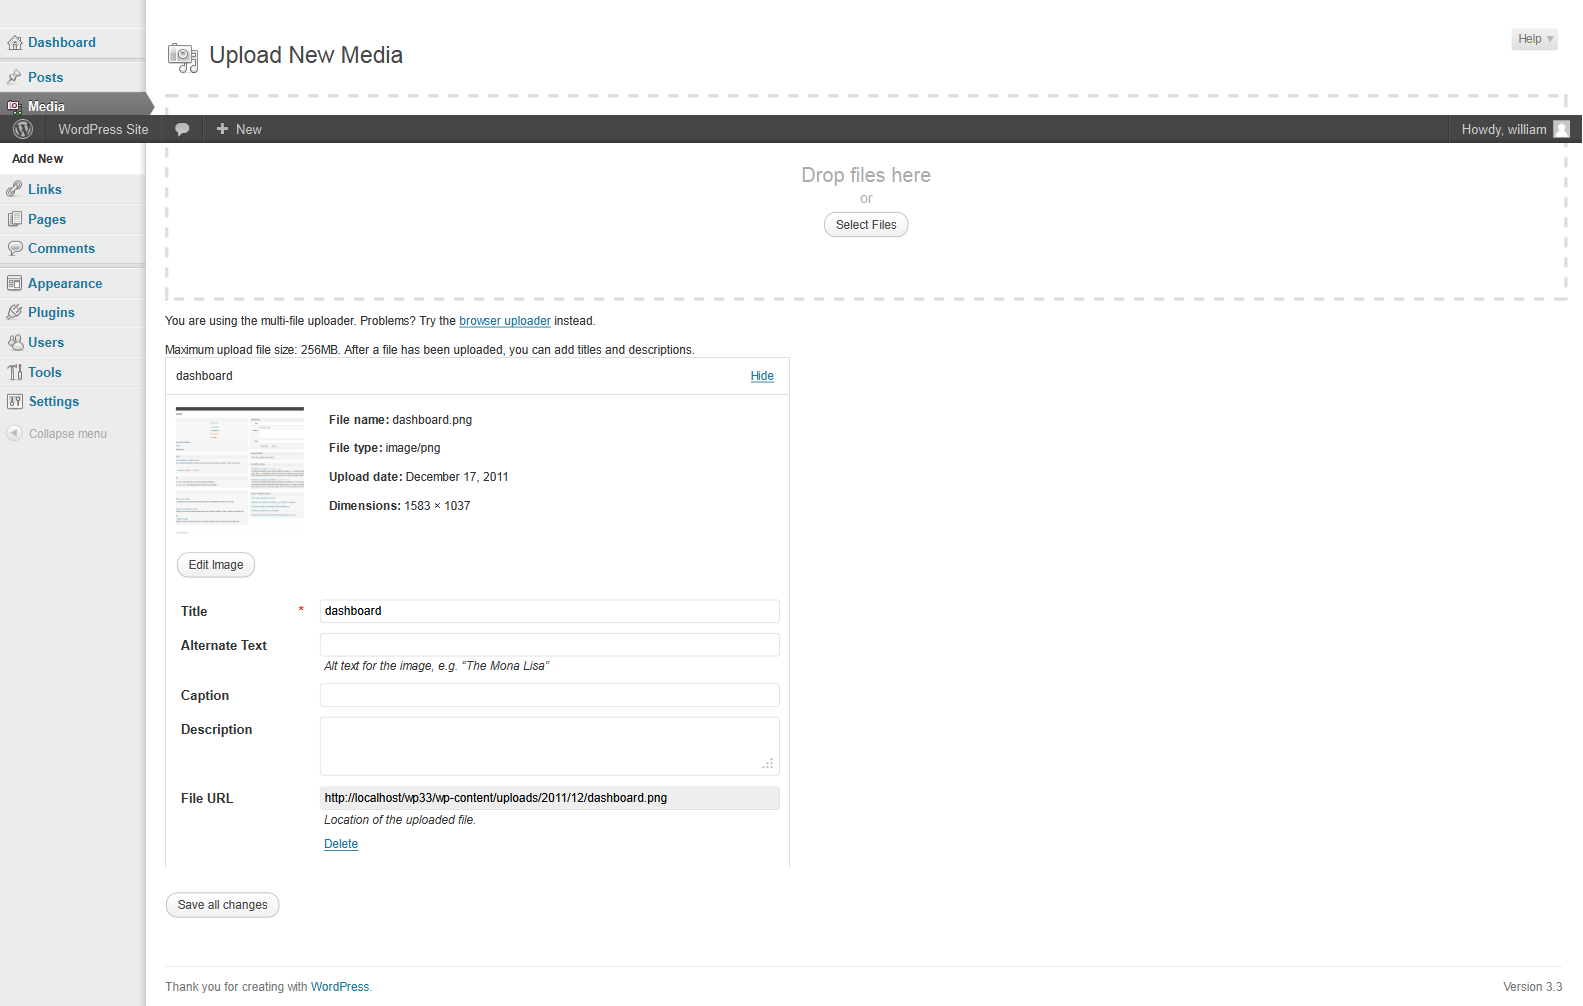 Dashboard
Posts
Media
WordPress Site
New
Howdy, william
Add New
Links
Pages
Comments
Appearance
Plugins
Users
Tools
Settings
Collapse menu
Upload New Media
Help
Drop files here
or
Select Files
You are using the multi-file uploader. Problems? Try the browser uploader instead.
Maximum upload file size: 256MB. After a file has been uploaded, you can add titles and descriptions.
dashboard
Hide
File name: dashboard.png
File type: image/png
Upload date: December 17, 2011
Dimensions: 1583 × 1037
Edit Image
Title *
dashboard
Alternate Text
Alt text for the image, e.g. “The Mona Lisa”
Caption
Description
File URL
http://localhost/wp33/wp-content/uploads/2011/12/dashboard.png
Location of the uploaded file.
Delete
Save all changes
Thank you for creating with WordPress.
Version 3.3